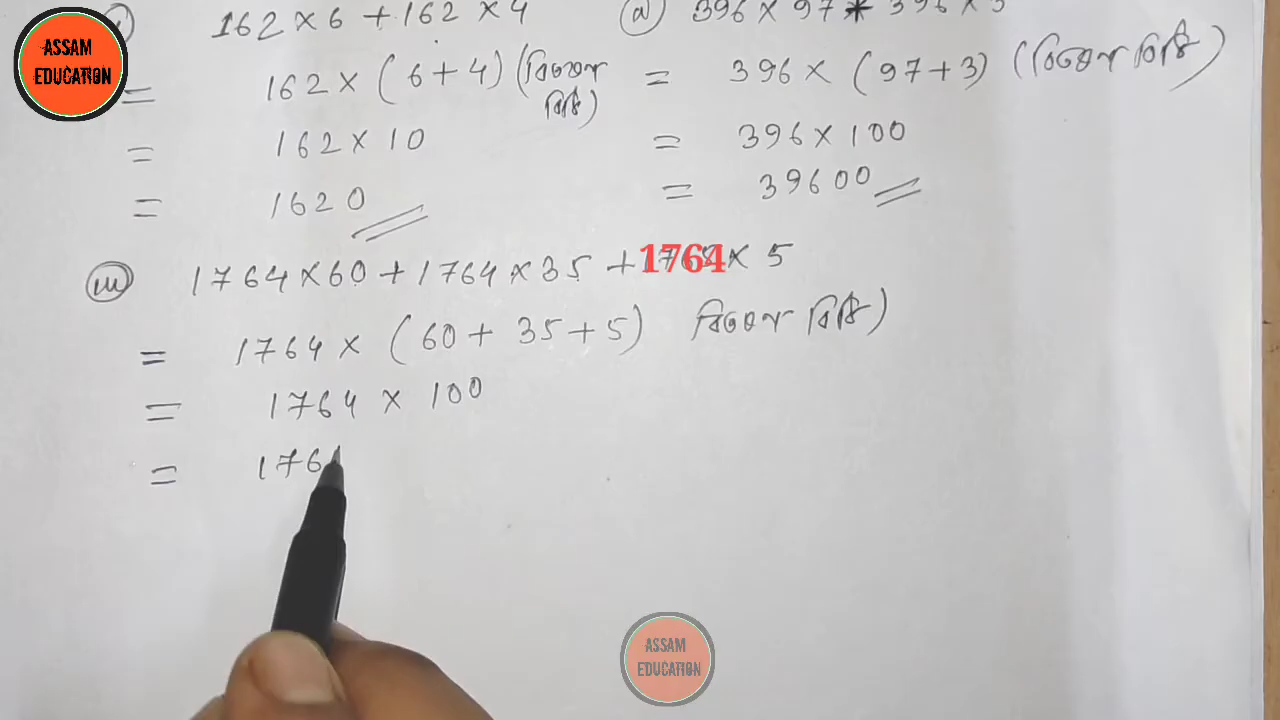 ASSAM
EDUCATION
162 × 6 + 162 × 4
= 162 × (6 + 4) (বিতৰণ
বিধি)
= 162 × 10
= 1620
396 × 97 * 396 × 3
= 396 × (97 + 3) (বিতৰণ বিধি)
= 396 × 100
= 39600
(iii) 1764 × 60 + 1764 × 35 + 1764 × 5
= 1764 × (60 + 35 + 5) বিতৰণ বিধি)
= 1764 × 100
= 176
ASSAM
EDUCATION